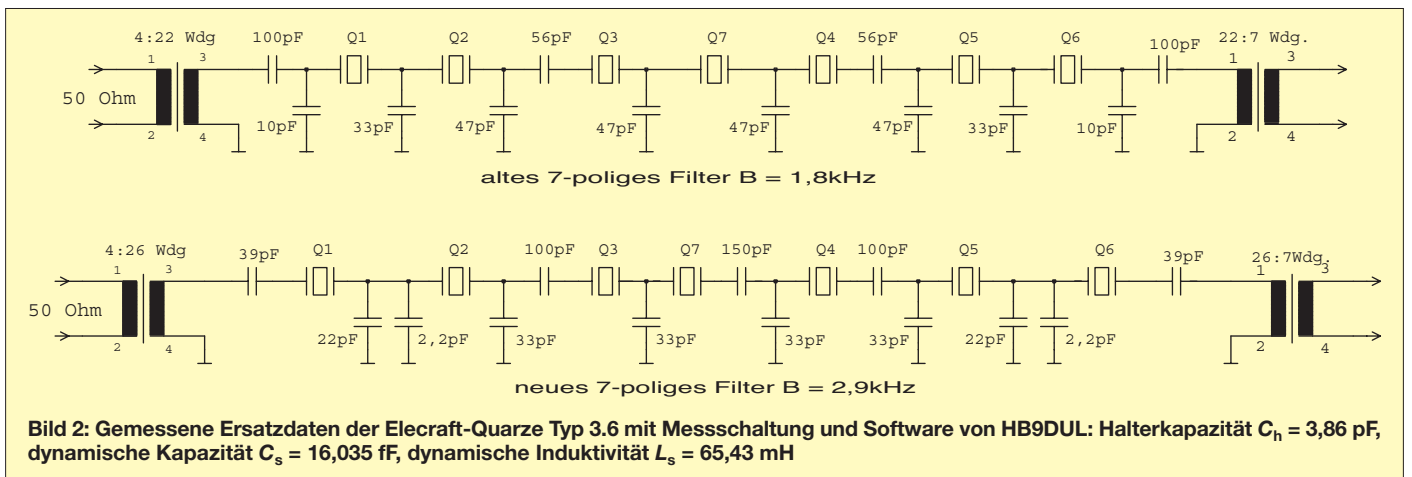 4:22 Wdg
100pF
Q1
Q2
56pF
Q3
Q7
Q4
56pF
Q5
Q6
100pF
22:7 Wdg.
1
3
1
3
50 Ohm
2
4
10pF
33pF
47pF
47pF
47pF
47pF
33pF
10pF
2
4
altes 7-poliges Filter B = 1,8kHz
4:26 Wdg
39pF
Q1
Q2
100pF
Q3
Q7
150pF
Q4
100pF
Q5
Q6
39pF
26:7Wdg.
1
3
1
3
50 Ohm
2
4
22pF
2,2pF
33pF
33pF
33pF
33pF
22pF
2,2pF
2
4
neues 7-poliges Filter B = 2,9kHz
Bild 2: Gemessene Ersatzdaten der Elecraft-Quarze Typ 3.6 mit Messschaltung und Software von HB9DUL: Halterkapazität Ch = 3,86 pF,
dynamische Kapazität Cs = 16,035 fF, dynamische Induktivität Ls = 65,43 mH